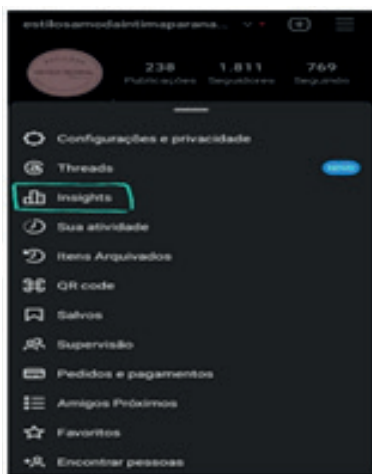 estilosamodaintimaparana...
238 1.811 769
Publicações Seguidores Seguindo
Configurações e privacidade
Threads
Insights
Sua atividade
Itens Arquivados
QR code
Salvos
Supervisão
Pedidos e pagamentos
Amigos Próximos
Favoritos
Encontrar pessoas